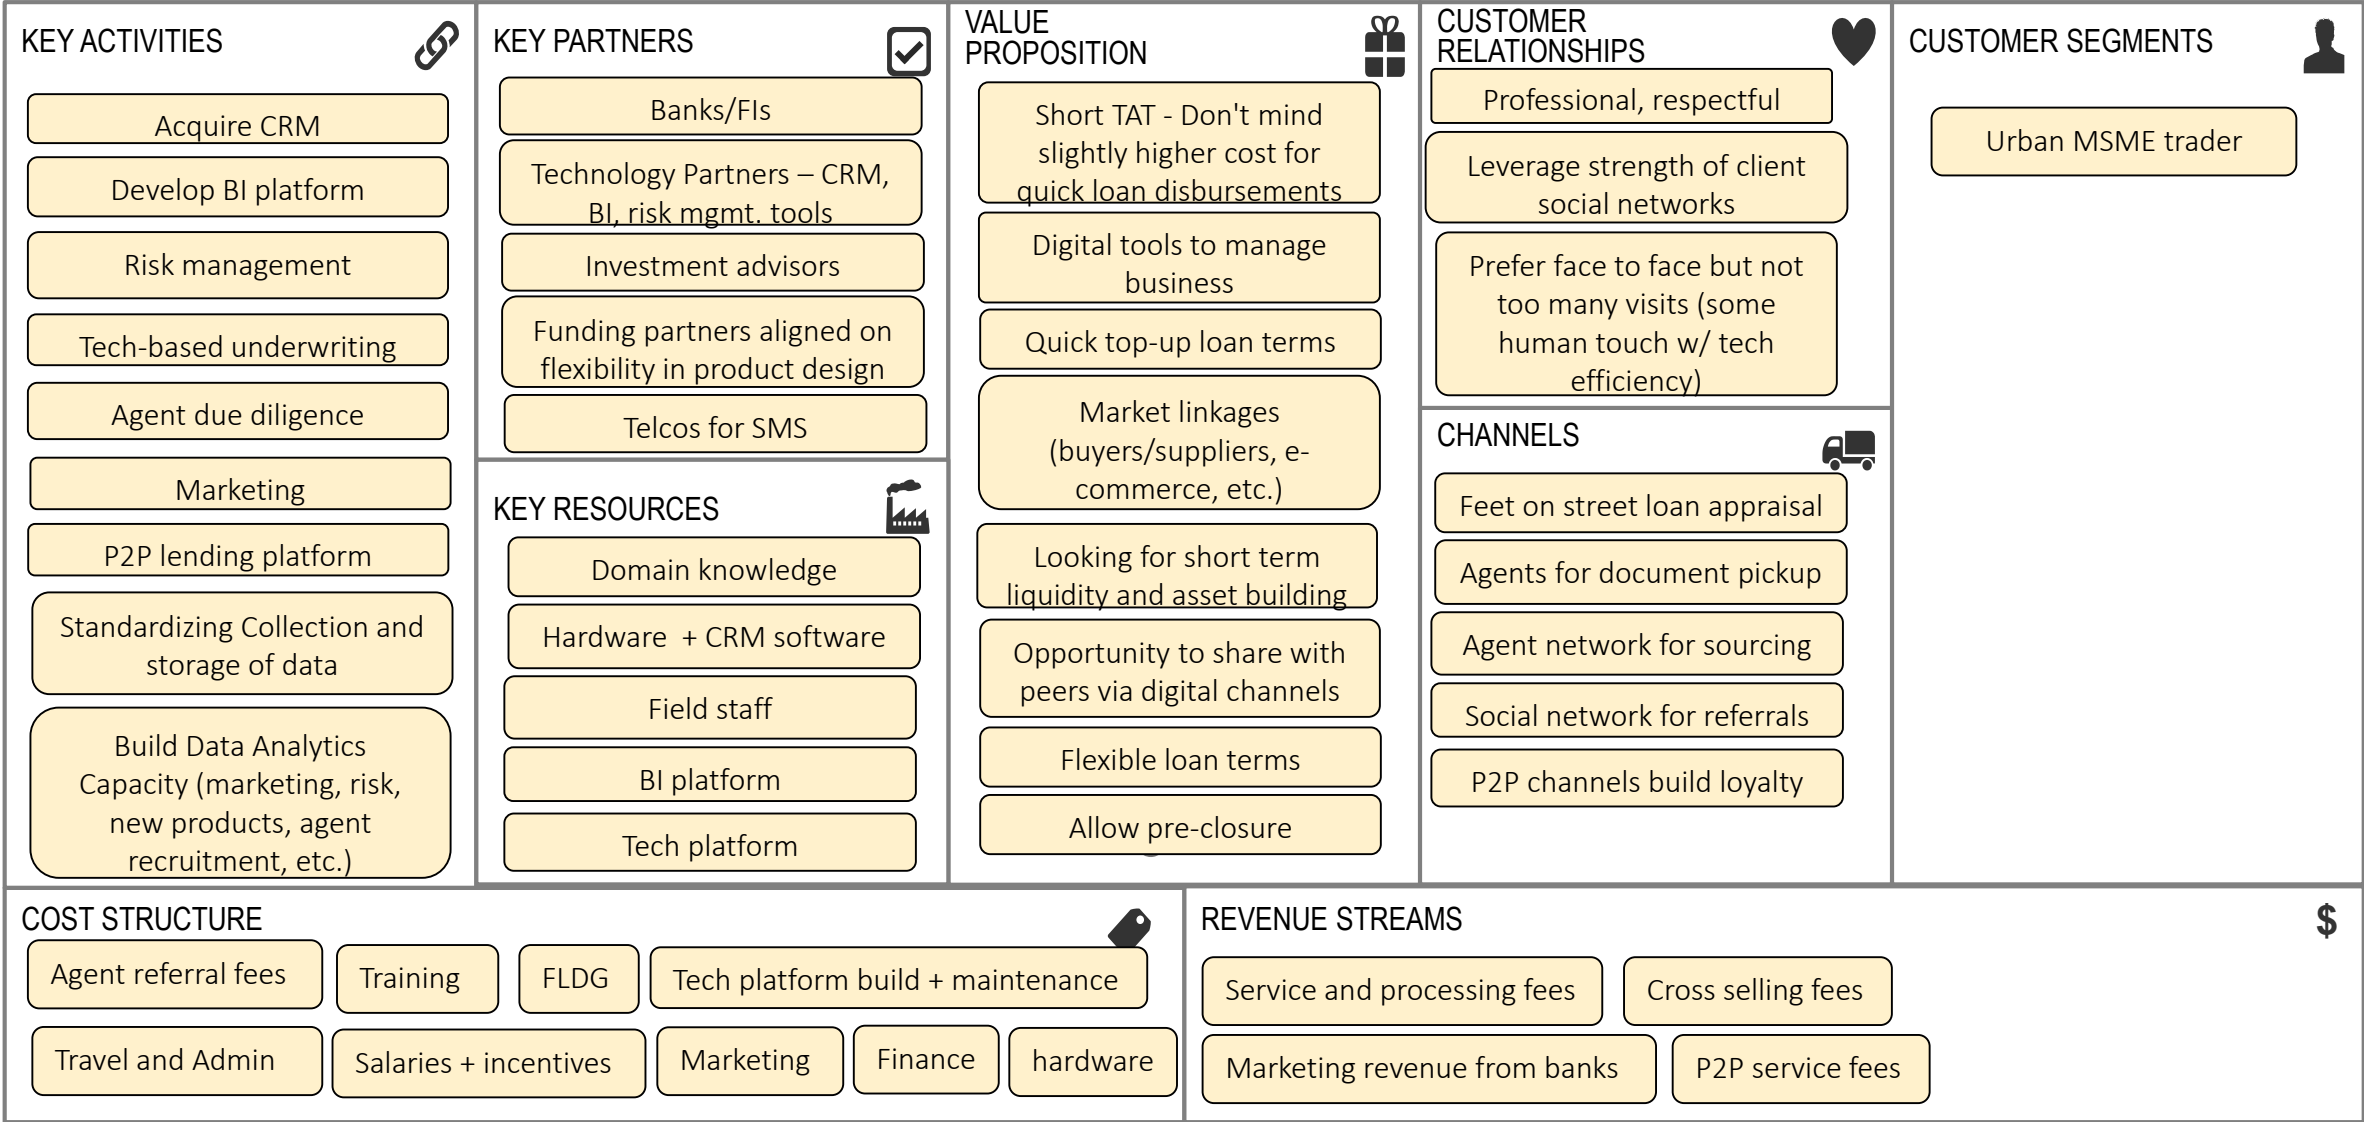 KEY ACTIVITIES
Acquire CRM
Develop BI platform
Risk management
Tech-based underwriting
Agent due diligence
Marketing
P2P lending platform
Standardizing Collection and
storage of data
Build Data Analytics
Capacity (marketing, risk,
new products, agent
recruitment, etc.)
KEY PARTNERS
Banks/FIs
Technology Partners – CRM,
BI, risk mgmt. tools
Investment advisors
Funding partners aligned on
flexibility in product design
Telcos for SMS
KEY RESOURCES
Domain knowledge
Hardware + CRM software
Field staff
BI platform
Tech platform
VALUE
PROPOSITION
Short TAT - Don't mind
slightly higher cost for
quick loan disbursements
Digital tools to manage
business
Quick top-up loan terms
Market linkages
(buyers/suppliers, e-
commerce, etc.)
Looking for short term
liquidity and asset building
Opportunity to share with
peers via digital channels
Flexible loan terms
Allow pre-closure
CUSTOMER
RELATIONSHIPS
Professional, respectful
Leverage strength of client
social networks
Prefer face to face but not
too many visits (some
human touch w/ tech
efficiency)
CHANNELS
Feet on street loan appraisal
Agents for document pickup
Agent network for sourcing
Social network for referrals
P2P channels build loyalty
CUSTOMER SEGMENTS
Urban MSME trader
COST STRUCTURE
Agent referral fees
Training
FLDG
Tech platform build + maintenance
Travel and Admin
Salaries + incentives
Marketing
Finance
hardware
REVENUE STREAMS
$
Service and processing fees
Cross selling fees
Marketing revenue from banks
P2P service fees